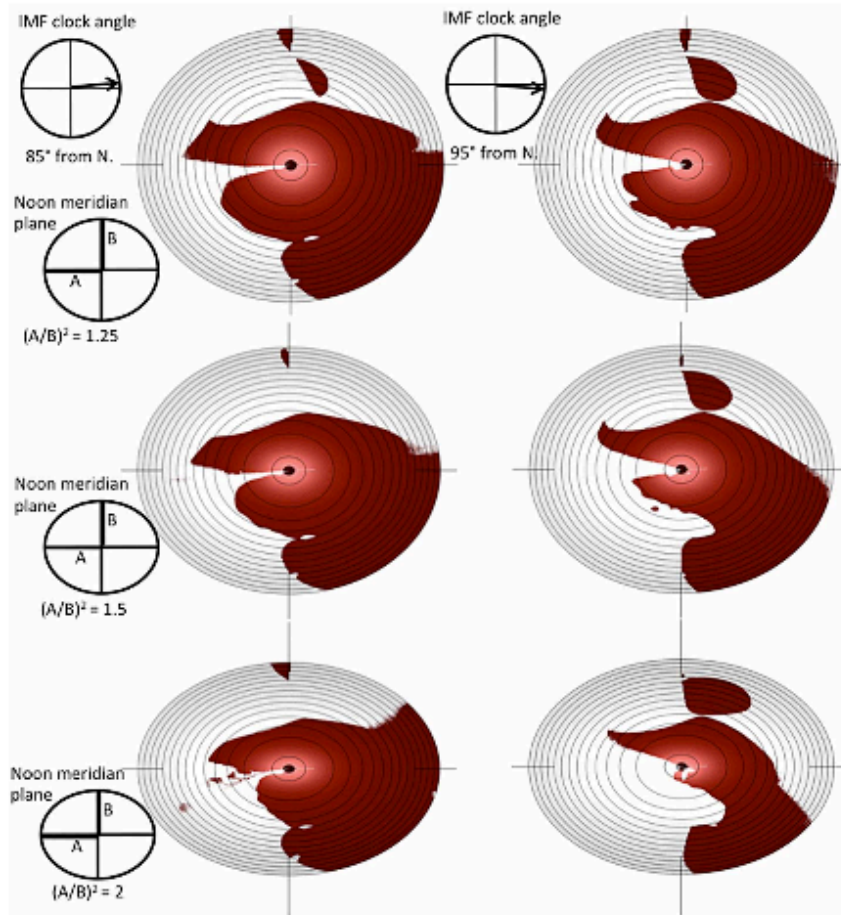 IMF clock angle
85° from N.
IMF clock angle
95° from N.
Noon meridian
plane
B
A
(A/B)² = 1.25
Noon meridian
plane
B
A
(A/B)² = 1.5
Noon meridian
plane
B
A
(A/B)² = 2